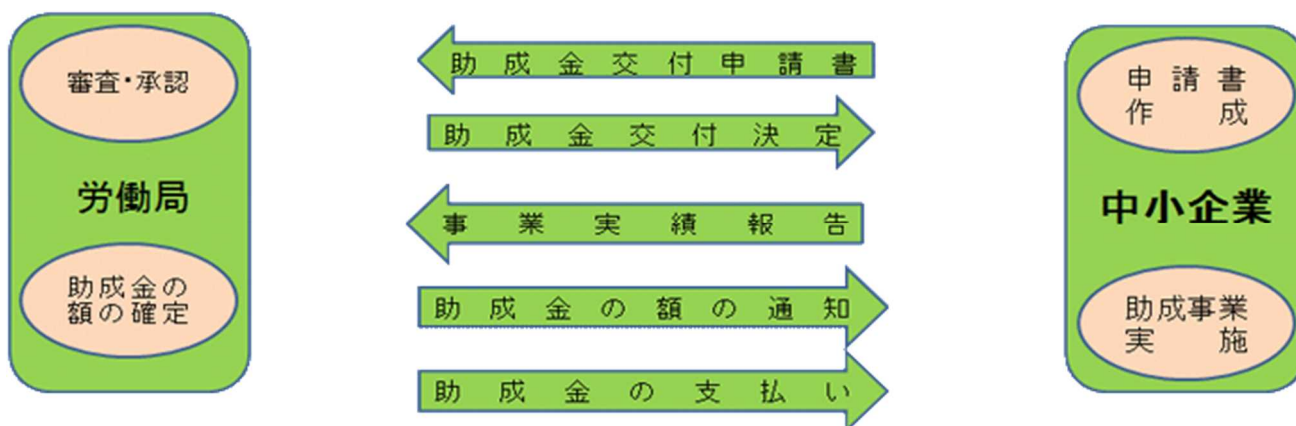 審査・承認
労働局
助成金の
額の確定
助成金交付申請書
助成金交付決定
事業実績報告
助成金の額の通知
助成金の支払い
申請書
作成
中小企業
助成事業
実施